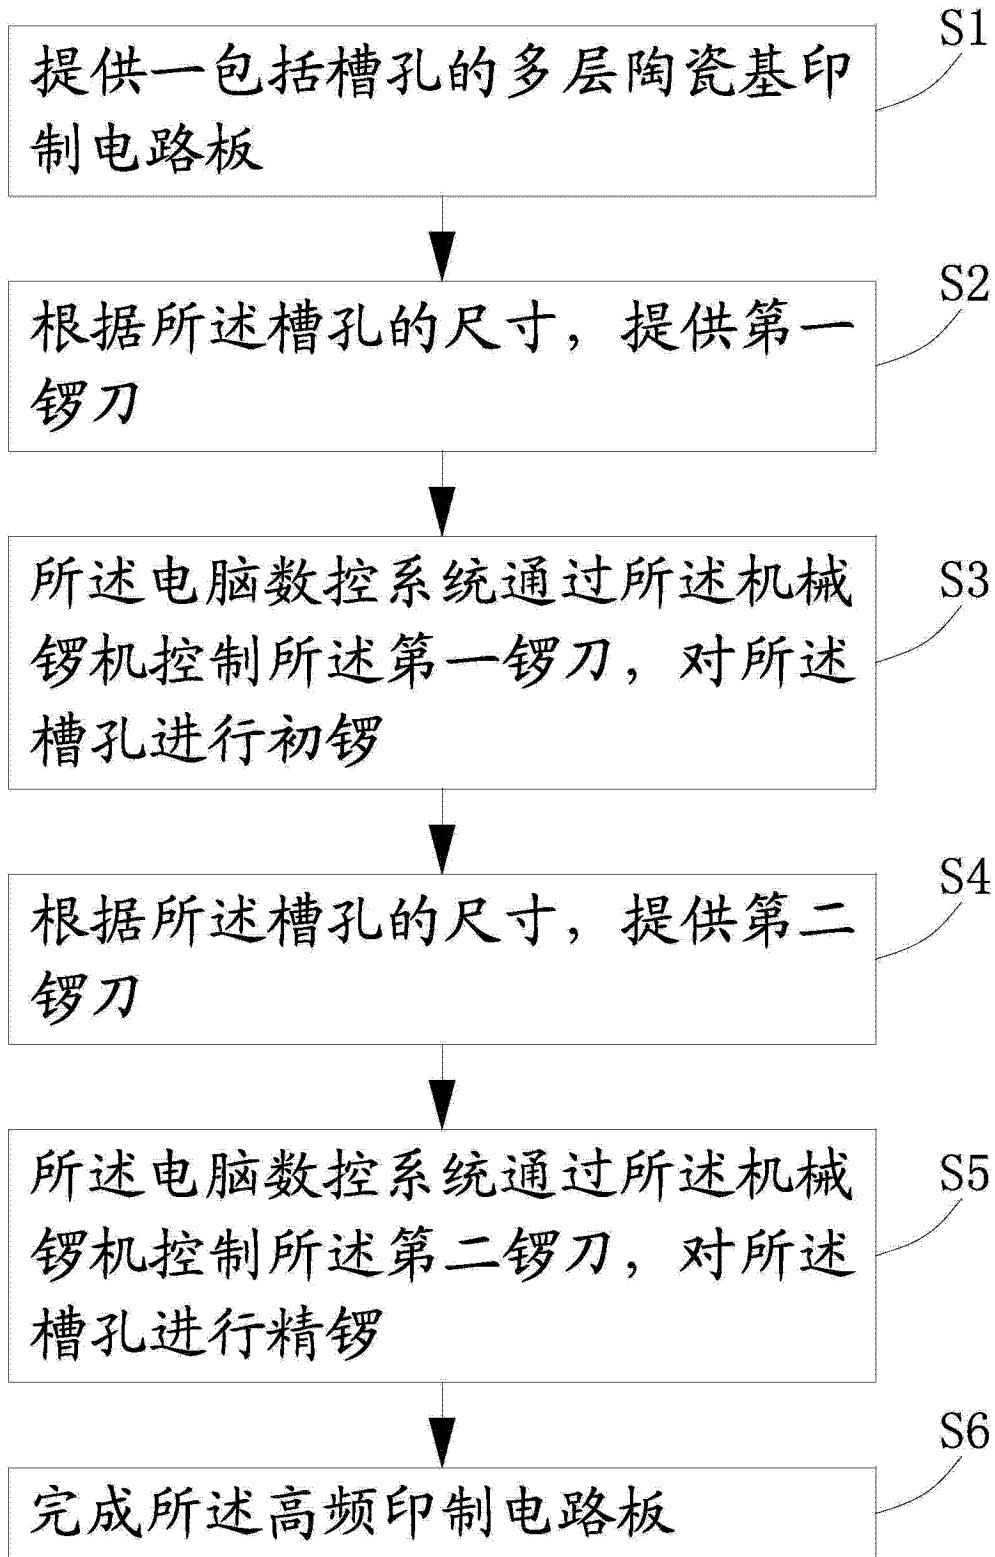 S1
提供一包括槽孔的多层陶瓷基印
制电路板
S2
根据所述槽孔的尺寸，提供第一
锣刀
S3
所述电脑数控系统通过所述机械
锣机控制所述第一锣刀，对所述
槽孔进行初锣
S4
根据所述槽孔的尺寸，提供第二
锣刀
S5
所述电脑数控系统通过所述机械
锣机控制所述第二锣刀，对所述
槽孔进行精锣
S6
完成所述高频印制电路板